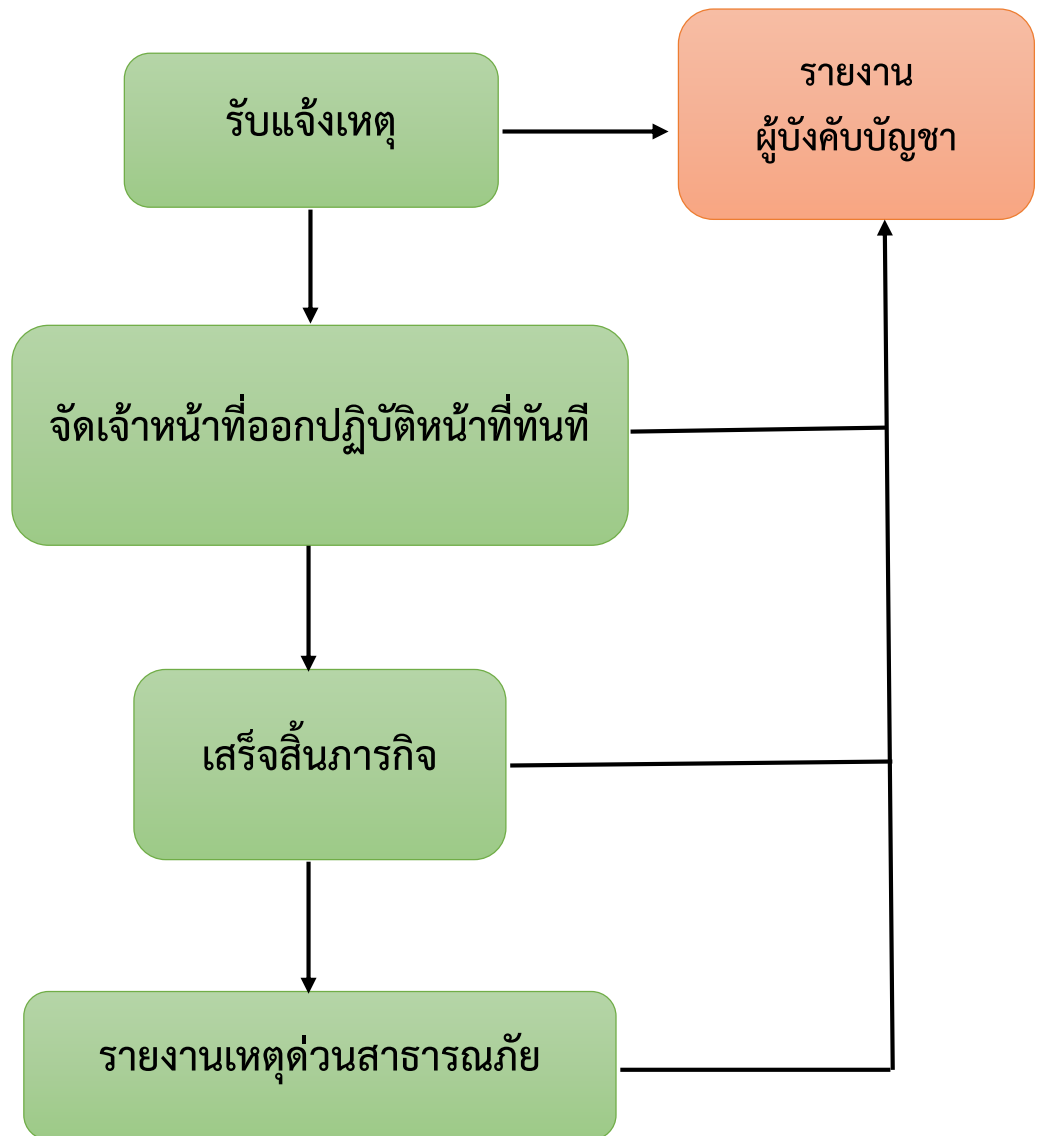 รับแจ้งเหตุ
รายงาน
ผู้บังคับบัญชา
จัดเจ้าหน้าที่ออกปฏิบัติหน้าที่ทันที
เสร็จสิ้นภารกิจ
รายงานเหตุด่วนสาธารณภัย